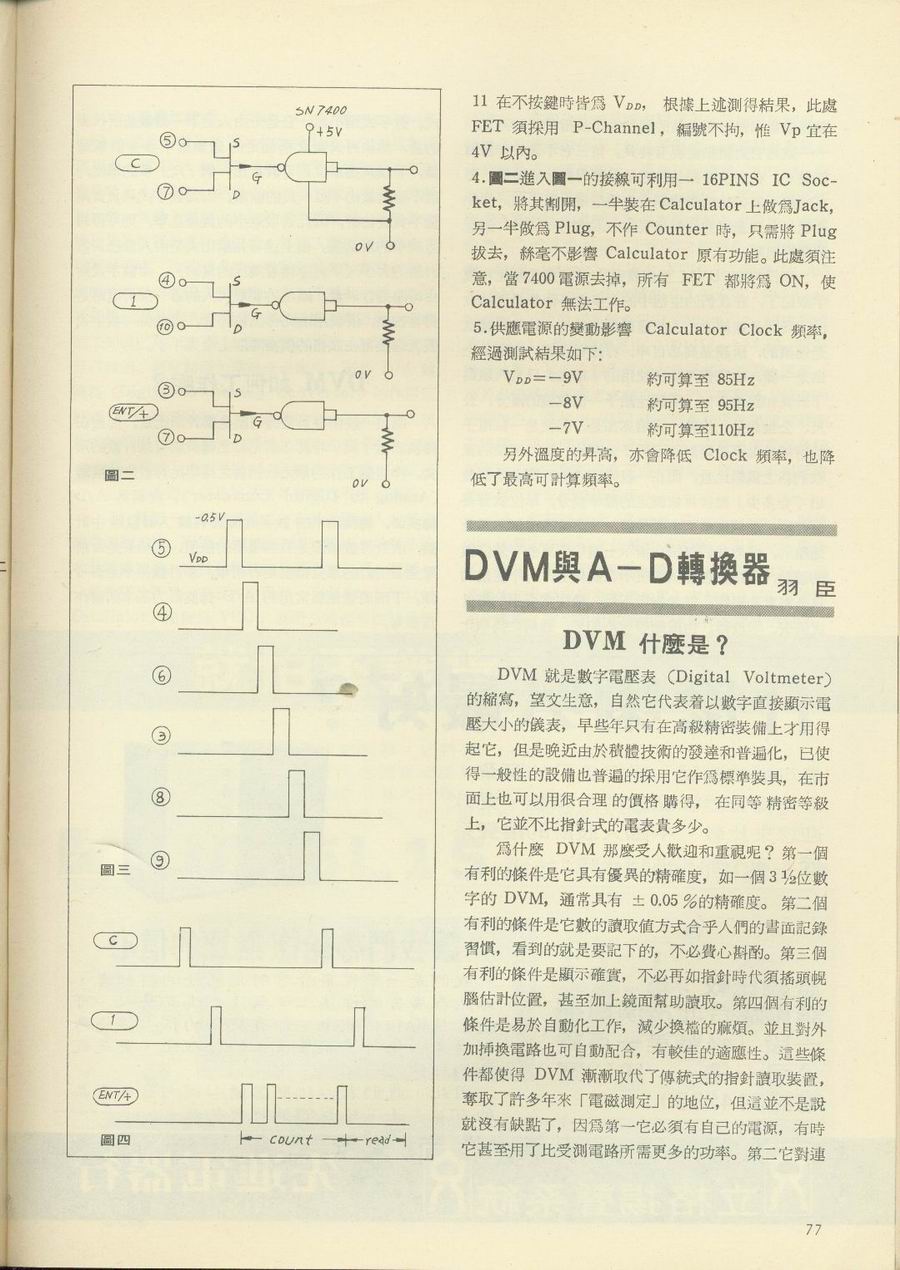 SN7400
+5V
⑤ S
C
G
⑦ D
0V
④ S
1
G
⑩ D
0V
③ S
ENT/+
G
⑦ D
圖二
0V
-0.5V
⑤ VDD
④
⑥
③
⑧
⑨
圖三
C
1
ENT/+
圖四
count read
11 在不按鍵時皆爲 VDD， 根據上述測得結果，此處
FET 須採用 P-Channel，編號不拘，惟 Vp 宜在
4V 以內。
4.圖二進入圖一的接線可利用一 16PINS IC Soc-
ket，將其割開，一半裝在 Calculator 上做爲Jack，
另一半做爲 Plug，不作 Counter 時，只需將 Plug
拔去，絲毫不影響 Calculator 原有功能。此處須注
意，當 7400 電源去掉，所有 FET 都將爲 ON，使
Calculator 無法工作。
5.供應電源的變動影響 Calculator Clock 頻率，
經過測試結果如下：
VDD=－9V 約可算至 85Hz
－8V 約可算至 95Hz
－7V 約可算至110Hz
另外溫度的昇高，亦會降低 Clock 頻率，也降
低了最高可計算頻率。
DVM與A－D轉換器 羽 臣
DVM 什麼是？
DVM 就是數字電壓表（Digital Voltmeter）
的縮寫，望文生意，自然它代表着以數字直接顯示電
壓大小的儀表，早些年只有在高級精密裝備上才用得
起它，但是晚近由於積體技術的發達和普遍化，已使
得一般性的設備也普遍的採用它作爲標準裝具，在市
面上也可以用很合理 的價格 購得， 在同等 精密等級
上，它並不比指針式的電表貴多少。
爲什麼 DVM 那麼受人歡迎和重視呢？第一個
有利的條件是它具有優異的精確度，如一個 3 ½位數
字的 DVM，通常具有 ± 0.05 %的精確度。第二個
有利的條件是它數的讀取值方式合乎人們的書面記錄
習慣，看到的就是要記下的，不必費心斟酌。第三個
有利的條件是顯示確實，不必再如指針時代須搖頭幌
腦估計位置，甚至加上鏡面幫助讀取。第四個有利的
條件是易於自動化工作，減少換檔的麻煩。並且對外
加揷換電路也可自動配合，有較佳的適應性。這些條
件都使得 DVM 漸漸取代了傳統式的指針讀取裝置，
奪取了許多年來「電磁測定」的地位，但這並不是說
就沒有缺點了，因爲第一它必須有自己的電源，有時
它甚至用了比受測電路所需更多的功率。第二它對連
77